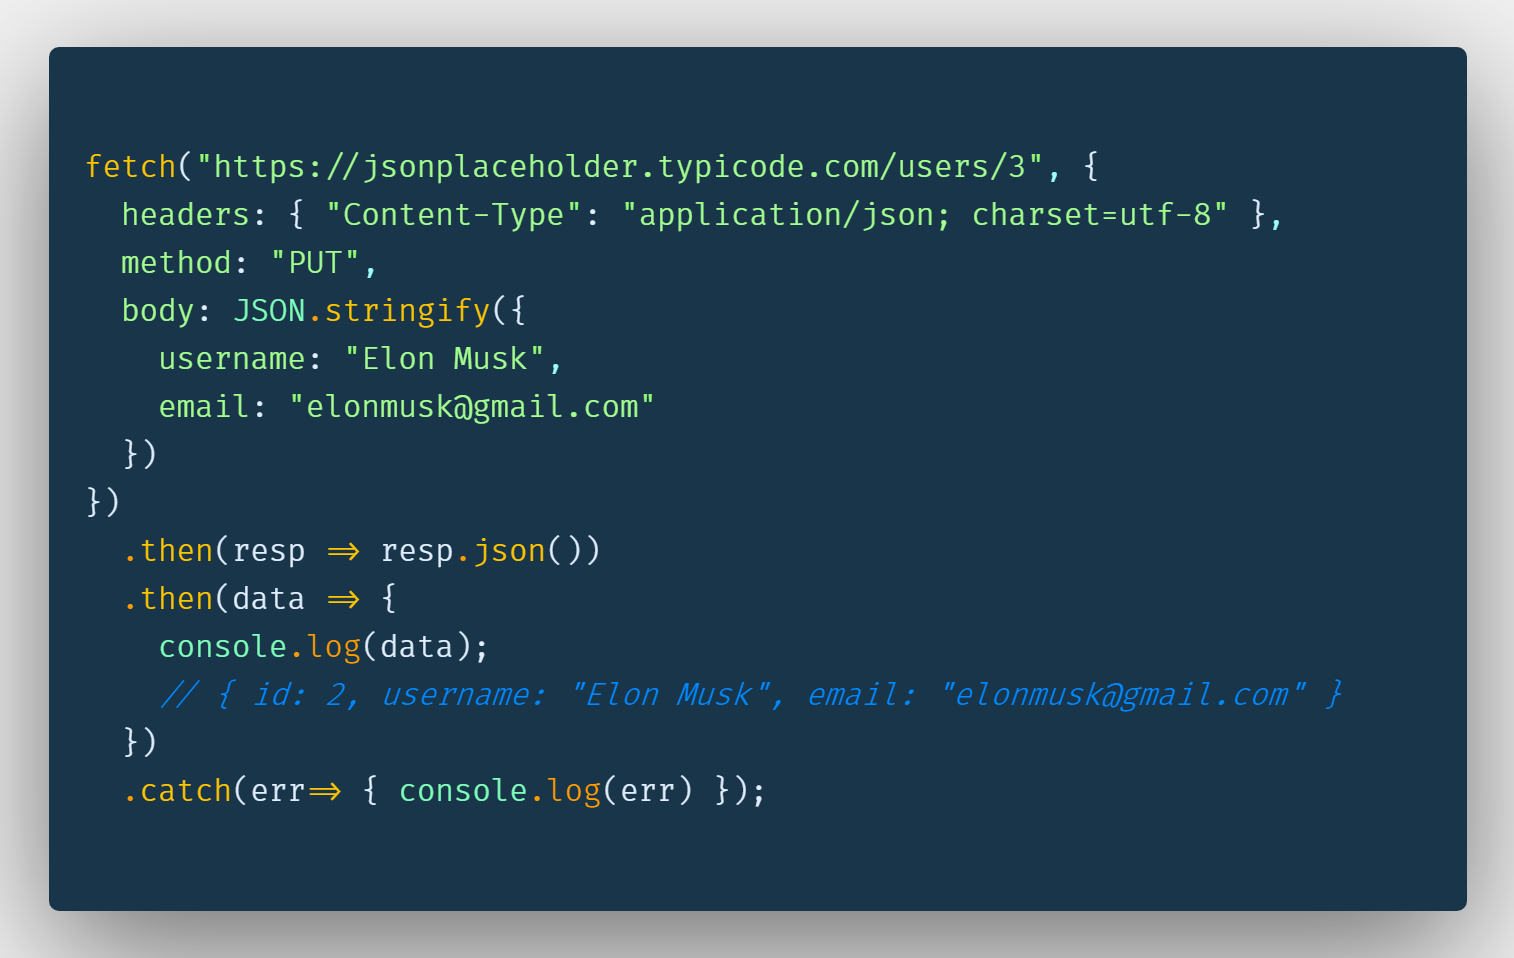 fetch("https://jsonplaceholder.typicode.com/users/3", {
  headers: { "Content-Type": "application/json; charset=utf-8" },
  method: "PUT",
  body: JSON.stringify({
    username: "Elon Musk",
    email: "elonmusk@gmail.com"
  })
})
  .then(resp => resp.json())
  .then(data => {
    console.log(data);
    // { id: 2, username: "Elon Musk", email: "elonmusk@gmail.com" }
  })
  .catch(err=> { console.log(err) });